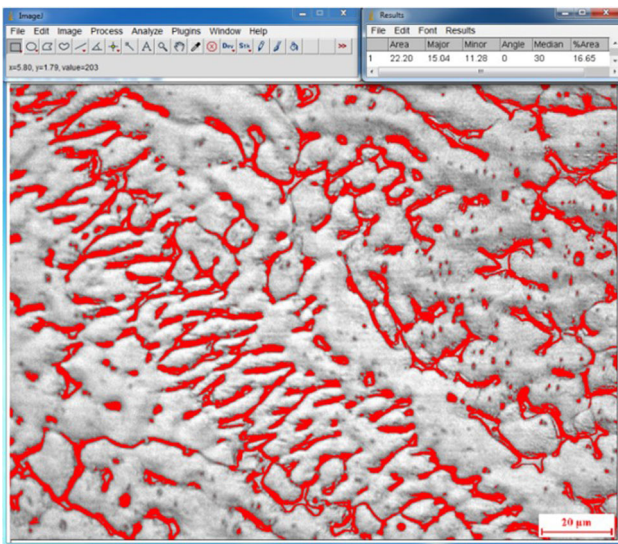 ImageJ
File Edit Image Process Analyze Plugins Window Help
A Dev Stk >>
x=5.80, y=1.79, value=203
Results
File Edit Font Results
Area Major Minor Angle Median %Area
1 22.20 15.04 11.28 0 30 16.65
20 µm